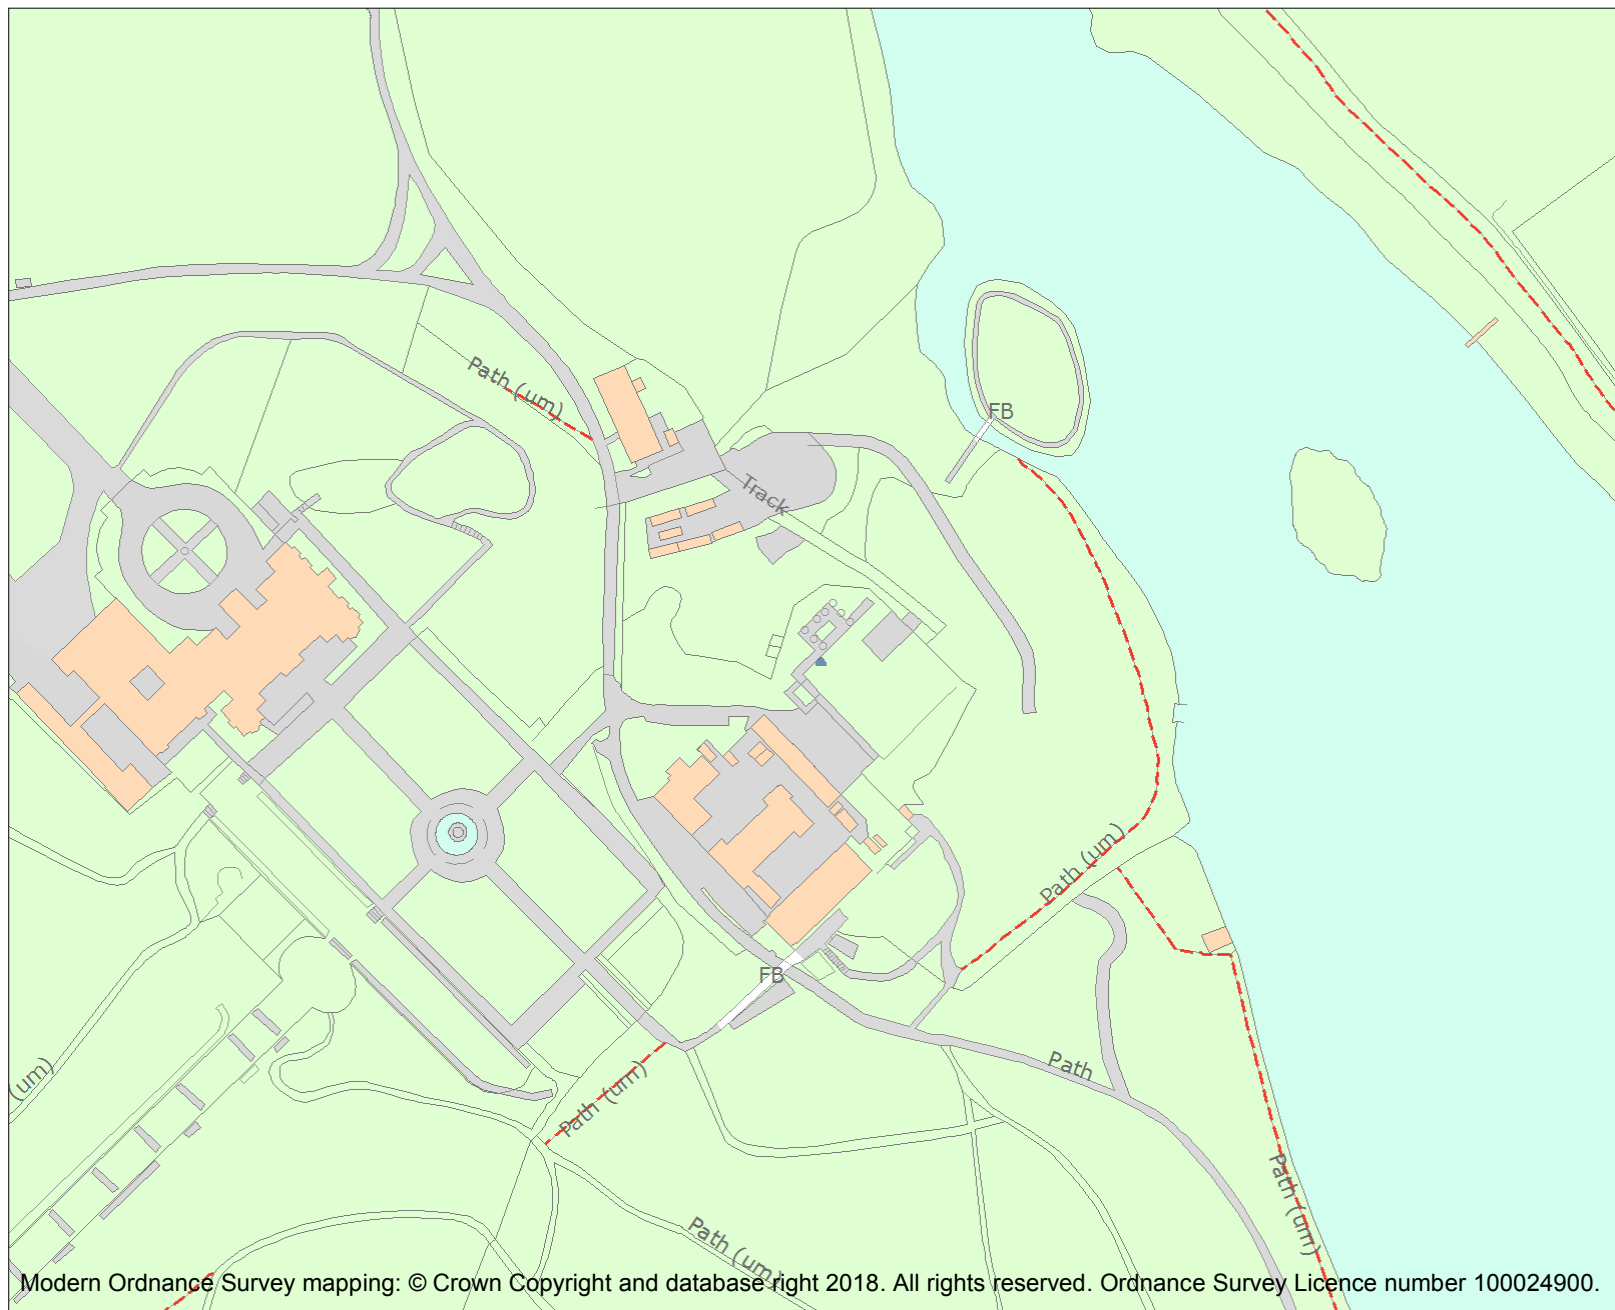 Path (um)
FB
Track
Path (um)
FB
(um)
Path
Path (um)
Path (um)
Path (um)
Modern Ordnance Survey mapping: © Crown Copyright and database right 2018. All rights reserved. Ordnance Survey Licence number 100024900.